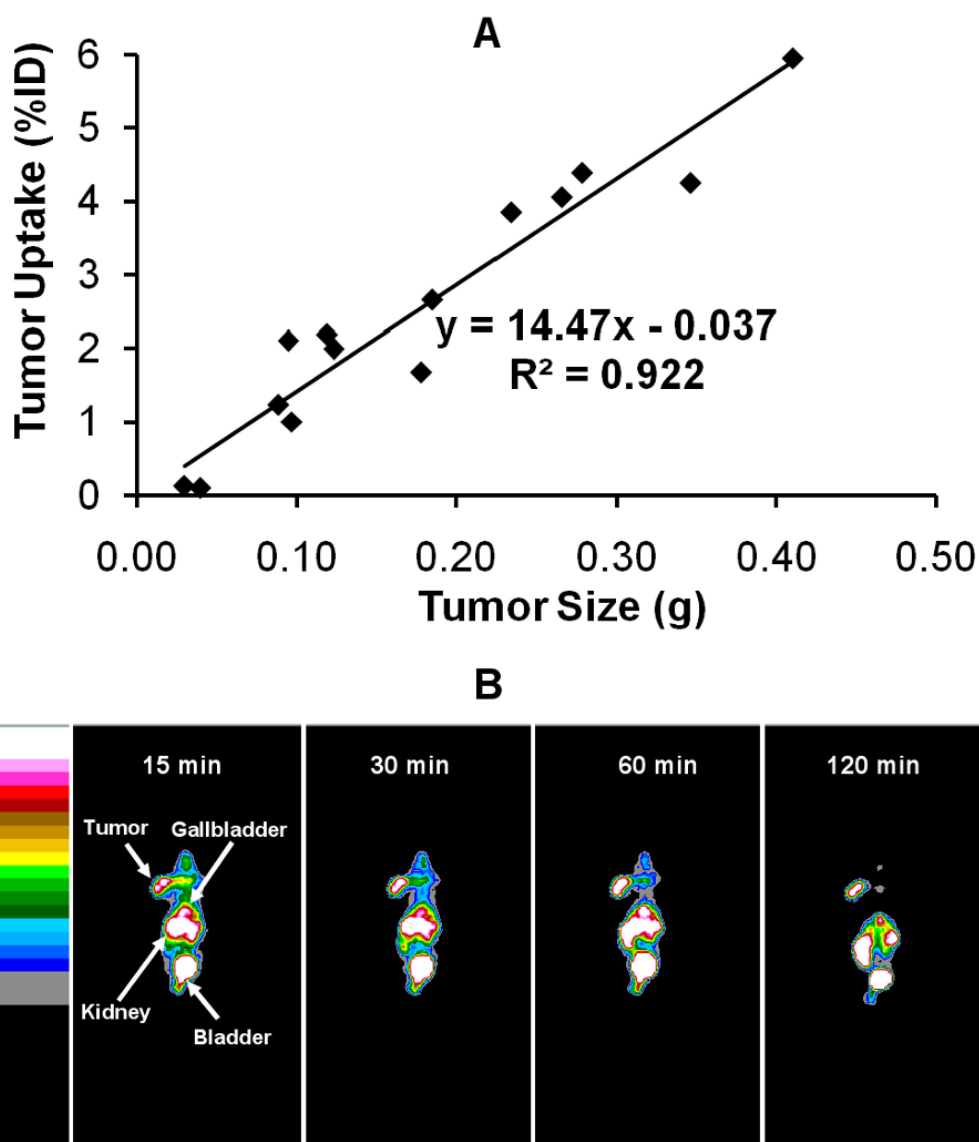 A
Tumor Uptake (%ID)
6
5
4
3
2
1
0
y = 14.47x - 0.037
R² = 0.922
0.00 0.10 0.20 0.30 0.40 0.50
Tumor Size (g)
B
15 min 30 min 60 min 120 min
Tumor Gallbladder
Kidney
Bladder